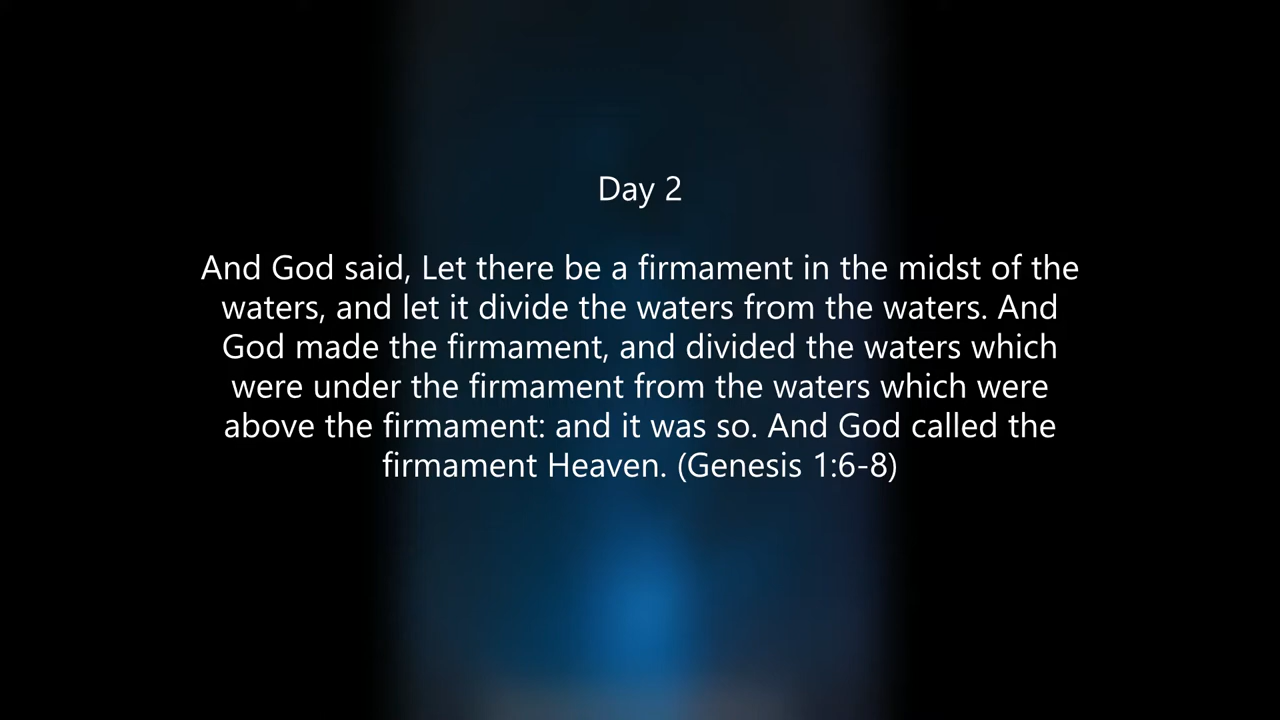 Day 2
And God said, Let there be a firmament in the midst of the
waters, and let it divide the waters from the waters. And
God made the firmament, and divided the waters which
were under the firmament from the waters which were
above the firmament: and it was so. And God called the
firmament Heaven. (Genesis 1:6-8)